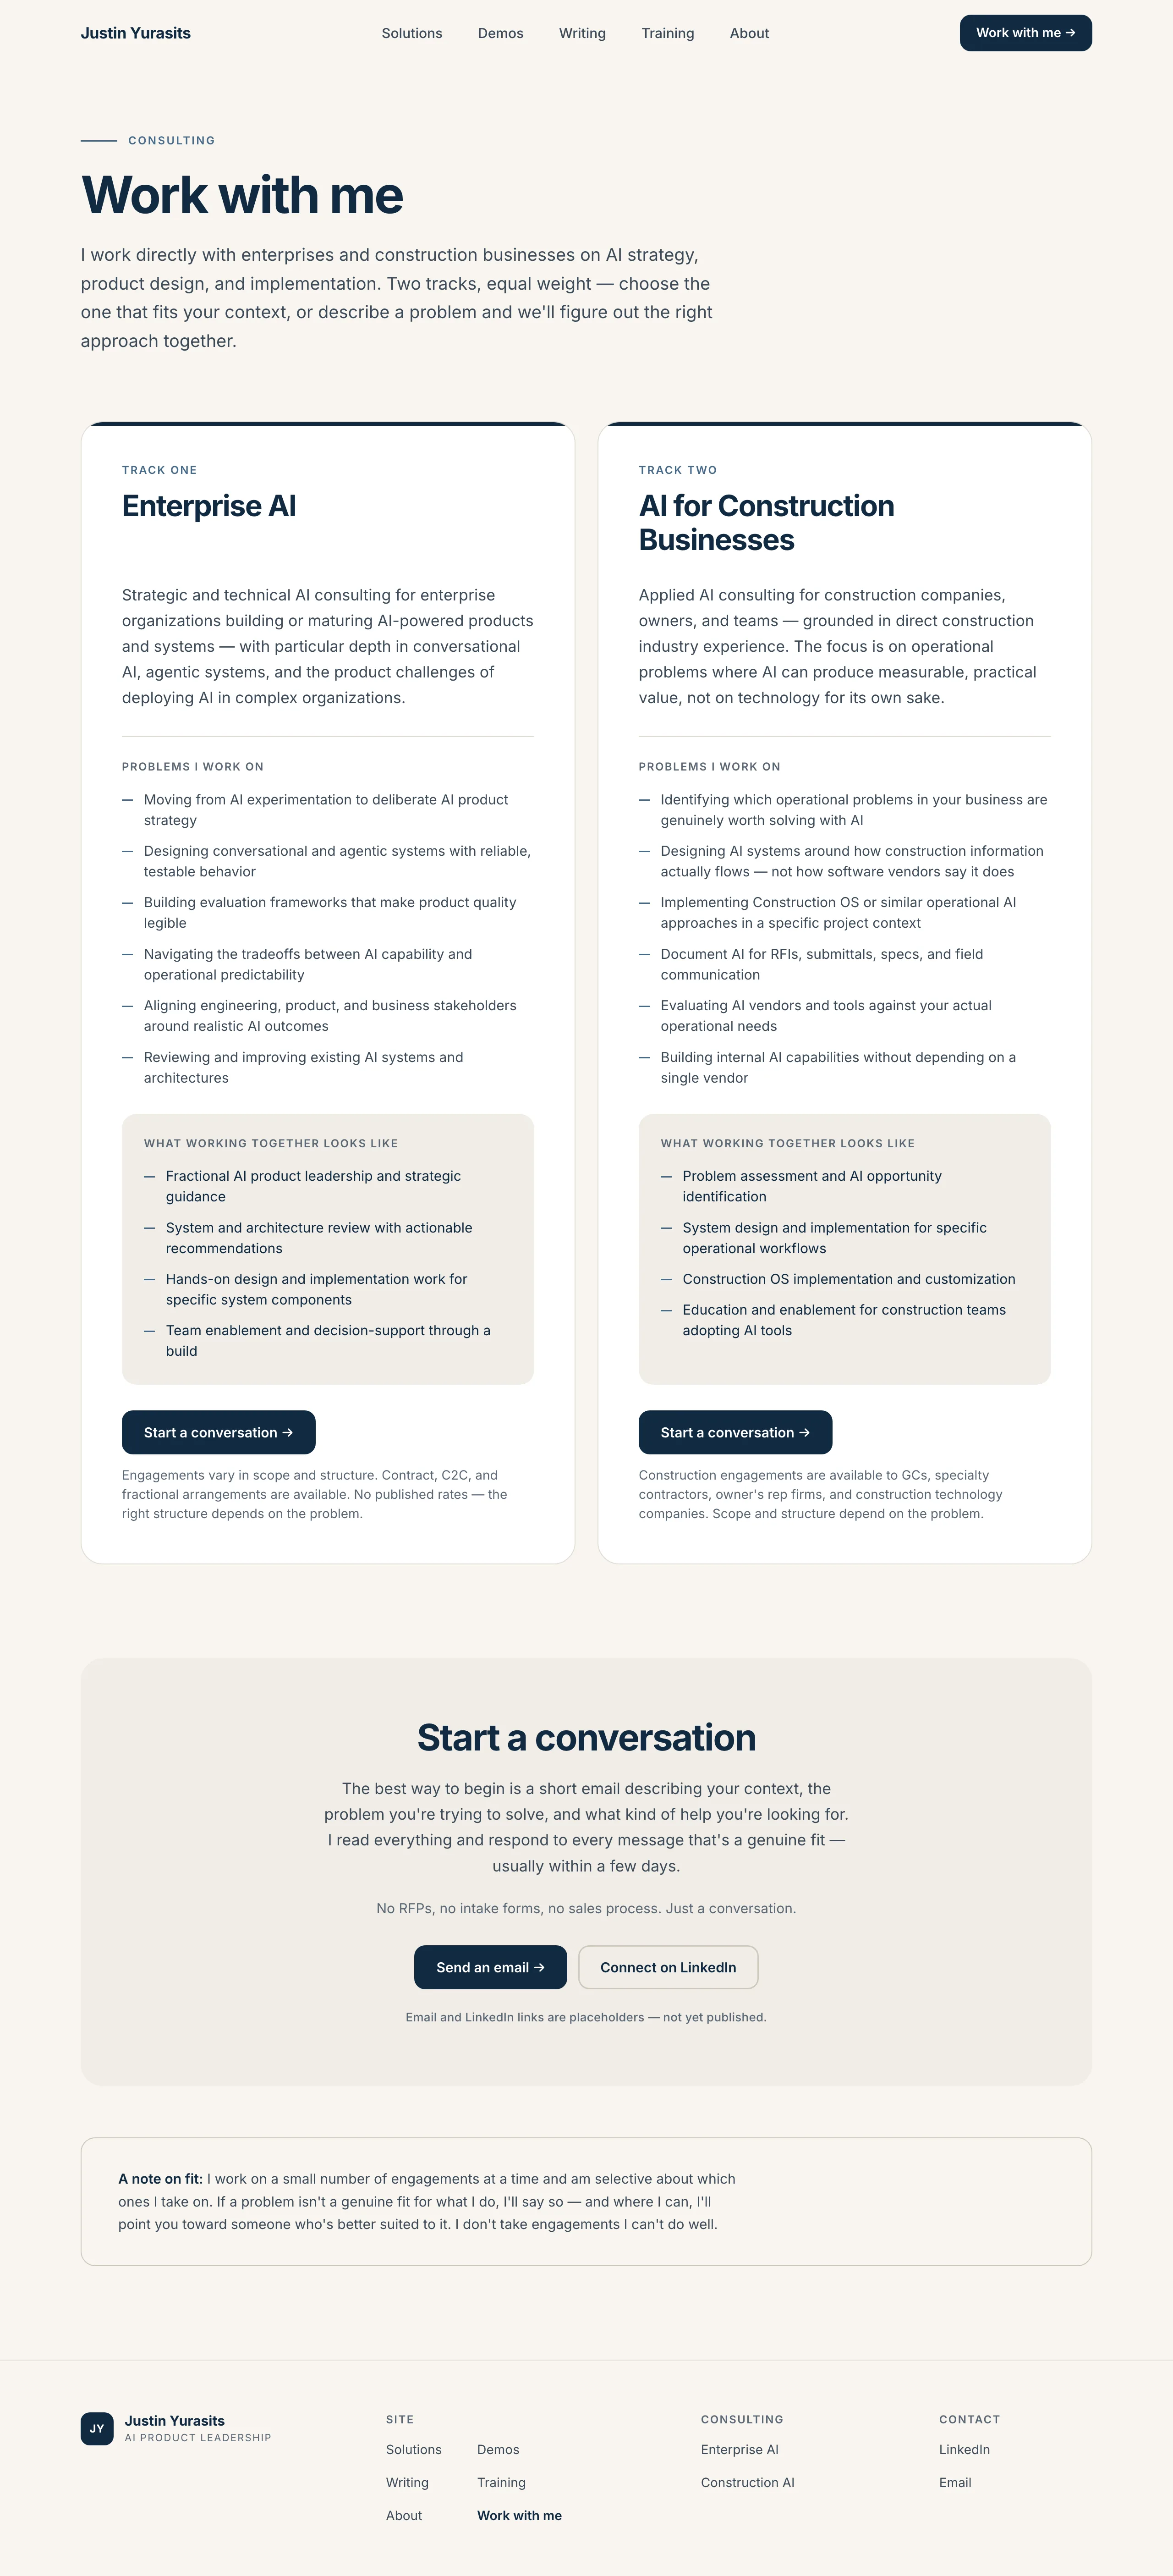 Justin Yurasits
Solutions
Demos
Writing
Training
About
Work with me →
CONSULTING
Work with me
I work directly with enterprises and construction businesses on AI strategy,
product design, and implementation. Two tracks, equal weight — choose the
one that fits your context, or describe a problem and we'll figure out the right
approach together.
TRACK ONE
Enterprise AI
Strategic and technical AI consulting for enterprise
organizations building or maturing AI-powered products
and systems — with particular depth in conversational
AI, agentic systems, and the product challenges of
deploying AI in complex organizations.
PROBLEMS I WORK ON
— Moving from AI experimentation to deliberate AI product
strategy
— Designing conversational and agentic systems with reliable,
testable behavior
— Building evaluation frameworks that make product quality
legible
— Navigating the tradeoffs between AI capability and
operational predictability
— Aligning engineering, product, and business stakeholders
around realistic AI outcomes
— Reviewing and improving existing AI systems and
architectures
WHAT WORKING TOGETHER LOOKS LIKE
— Fractional AI product leadership and strategic
guidance
— System and architecture review with actionable
recommendations
— Hands-on design and implementation work for
specific system components
— Team enablement and decision-support through a
build
Start a conversation →
Engagements vary in scope and structure. Contract, C2C, and
fractional arrangements are available. No published rates — the
right structure depends on the problem.
TRACK TWO
AI for Construction
Businesses
Applied AI consulting for construction companies,
owners, and teams — grounded in direct construction
industry experience. The focus is on operational
problems where AI can produce measurable, practical
value, not on technology for its own sake.
PROBLEMS I WORK ON
— Identifying which operational problems in your business are
genuinely worth solving with AI
— Designing AI systems around how construction information
actually flows — not how software vendors say it does
— Implementing Construction OS or similar operational AI
approaches in a specific project context
— Document AI for RFIs, submittals, specs, and field
communication
— Evaluating AI vendors and tools against your actual
operational needs
— Building internal AI capabilities without depending on a
single vendor
WHAT WORKING TOGETHER LOOKS LIKE
— Problem assessment and AI opportunity
identification
— System design and implementation for specific
operational workflows
— Construction OS implementation and customization
— Education and enablement for construction teams
adopting AI tools
Start a conversation →
Construction engagements are available to GCs, specialty
contractors, owner's rep firms, and construction technology
companies. Scope and structure depend on the problem.
Start a conversation
The best way to begin is a short email describing your context, the
problem you're trying to solve, and what kind of help you're looking for.
I read everything and respond to every message that's a genuine fit —
usually within a few days.
No RFPs, no intake forms, no sales process. Just a conversation.
Send an email →
Connect on LinkedIn
Email and LinkedIn links are placeholders — not yet published.
A note on fit: I work on a small number of engagements at a time and am selective about which
ones I take on. If a problem isn't a genuine fit for what I do, I'll say so — and where I can, I'll
point you toward someone who's better suited to it. I don't take engagements I can't do well.
JY
Justin Yurasits
AI PRODUCT LEADERSHIP
SITE
Solutions
Demos
Writing
Training
About
Work with me
CONSULTING
Enterprise AI
Construction AI
CONTACT
LinkedIn
Email